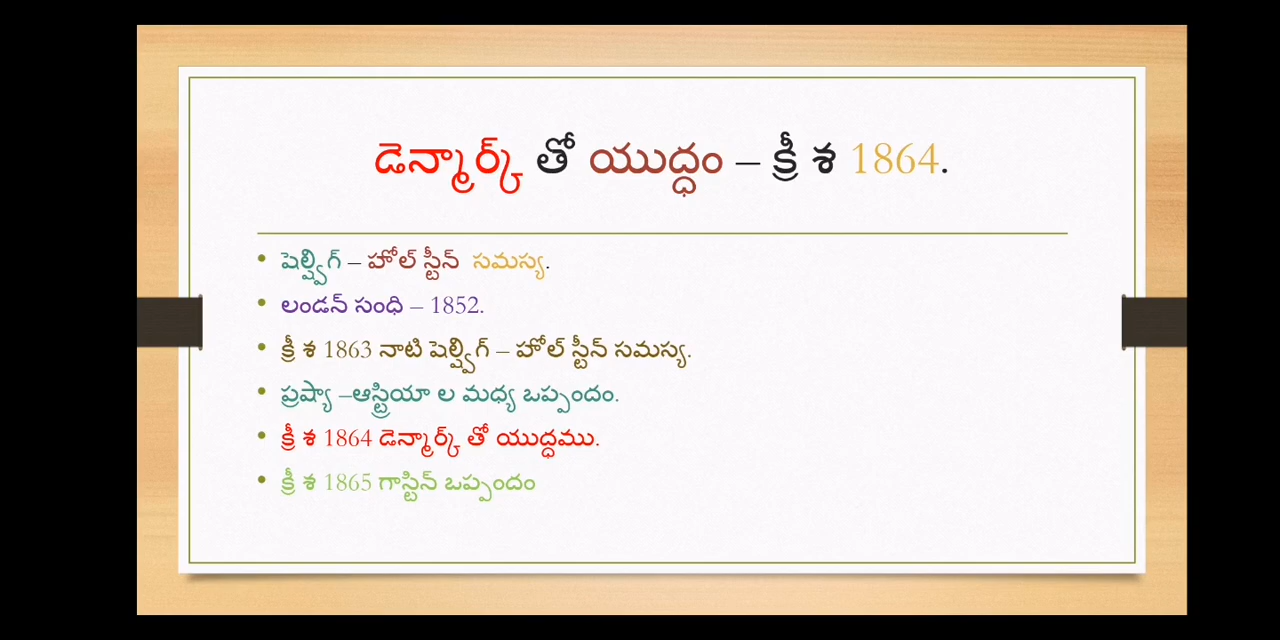 డెన్మార్క్ తో యుద్ధం – క్రీ శ 1864.
షెల్ష్విగ్ – హోల్ స్టీన్ సమస్య.
లండన్ సంధి – 1852.
క్రీ శ 1863 నాటి షెల్ష్విగ్ – హోల్ స్టీన్ సమస్య.
ప్రష్యా –ఆస్ట్రియా ల మధ్య ఒప్పందం.
క్రీ శ 1864 డెన్మార్క్ తో యుద్ధము.
క్రీ శ 1865 గాస్టిన్ ఒప్పందం